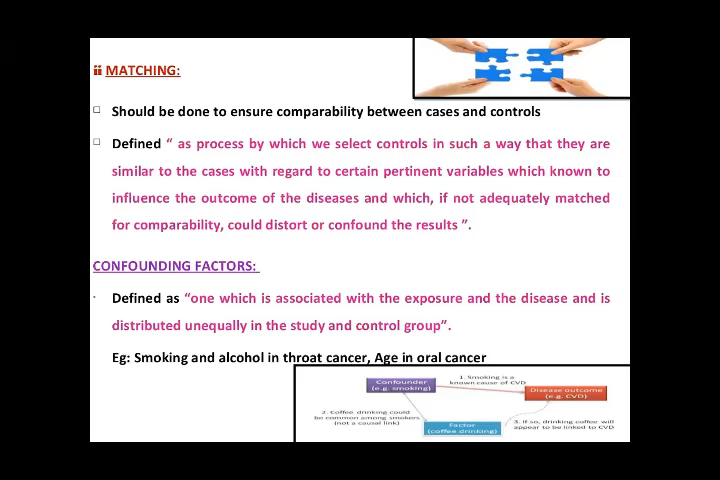 ii MATCHING:
Should be done to ensure comparability between cases and controls
Defined “ as process by which we select controls in such a way that they are
similar to the cases with regard to certain pertinent variables which known to
influence the outcome of the diseases and which, if not adequately matched
for comparability, could distort or confound the results ”.
CONFOUNDING FACTORS:
Defined as “one which is associated with the exposure and the disease and is
distributed unequally in the study and control group”.
Eg: Smoking and alcohol in throat cancer, Age in oral cancer
Confounder
(e.g. smoking)
1. Smoking is a
known cause of CVD
Disease outcome
(e.g. CVD)
2. Coffee drinking could
be common among smokers
(not a causal link)
Factor
(coffee drinking)
3. If so, drinking coffee will
appear to be linked to CVD